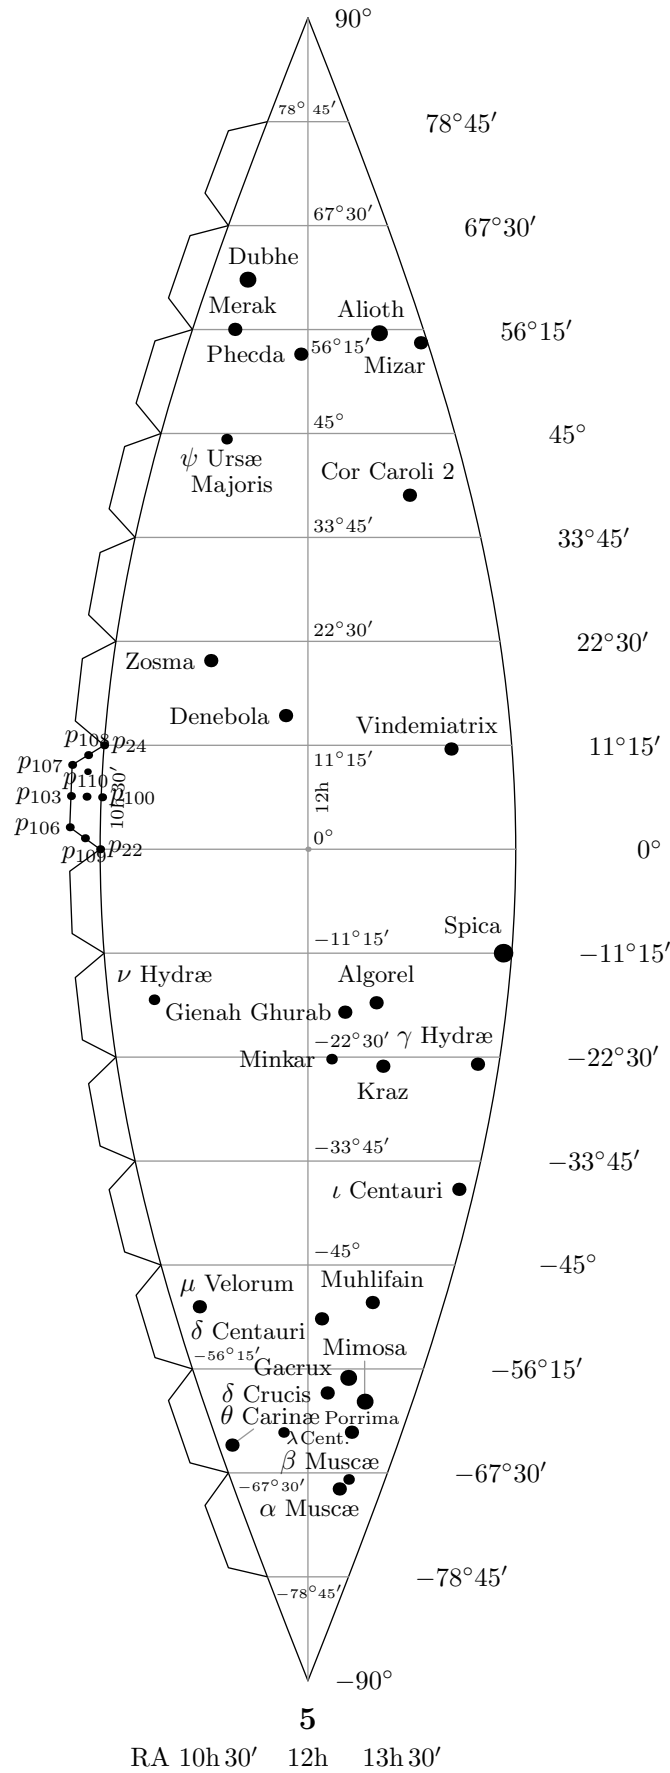 90°
78° 45′
78°45′
67°30′
67°30′
Dubhe
Merak
Alioth
56°15′
56°15′
Phecda
Mizar
45°
45°
ψ Ursæ
Majoris
Cor Caroli 2
33°45′
33°45′
22°30′
22°30′
Zosma
Denebola
Vindemiatrix
p108
p24
11°15′
11°15′
p107
p110
p103
p100
10h 30′
12h
p106
p109
p22
0°
0°
Spica
−11°15′
−11°15′
ν Hydræ
Algorel
Gienah Ghurab
−22°30′
γ Hydræ
Minkar
−22°30′
Kraz
−33°45′
−33°45′
ι Centauri
−45°
−45°
μ Velorum
Muhlifain
δ Centauri
Mimosa
−56°15′
Gacrux
−56°15′
δ Crucis
θ Carinæ
Porrima
λCent.
β Muscæ
−67°30′
−67°30′
α Muscæ
−78°45′
−78°45′
−90°
5
RA 10h 30′ 12h 13h 30′